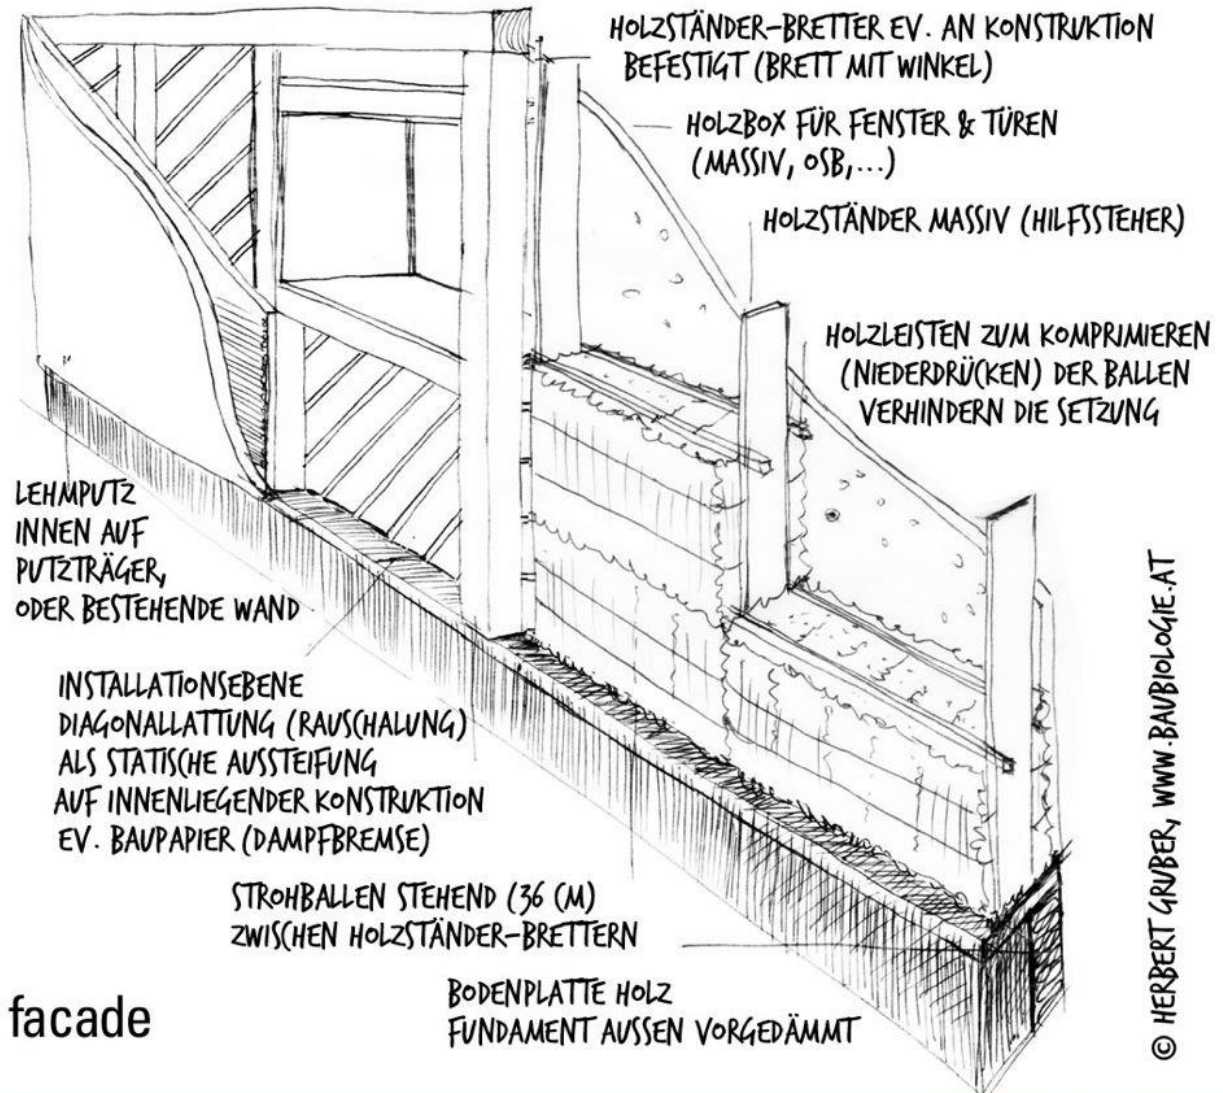 HOLZSTÄNDER-BRETTER EV. AN KONSTRUKTION
BEFESTIGT (BRETT MIT WINKEL)
HOLZBOX FÜR FENSTER & TÜREN
(MASSIV, OSB,...)
HOLZSTÄNDER MASSIV (HILFSSTEHER)
HOLZLEISTEN ZUM KOMPRIMIEREN
(NIEDERDRÜCKEN) DER BALLEN
VERHINDERN DIE SETZUNG
LEHMPUTZ
INNEN AUF
PUTZTRÄGER,
ODER BESTEHENDE WAND
INSTALLATIONSEBENE
DIAGONALLATTUNG (RAUSCHALUNG)
ALS STATISCHE AUSSTEIFUNG
AUF INNENLIEGENDER KONSTRUKTION
EV. BAUPAPIER (DAMPFBREMSE)
STROHBALLEN STEHEND (36 CM)
ZWISCHEN HOLZSTÄNDER-BRETTERN
BODENPLATTE HOLZ
FUNDAMENT AUSSEN VORGEDÄMMT
facade
© HERBERT GRUBER, WWW.BAUBIOLOGIE.AT